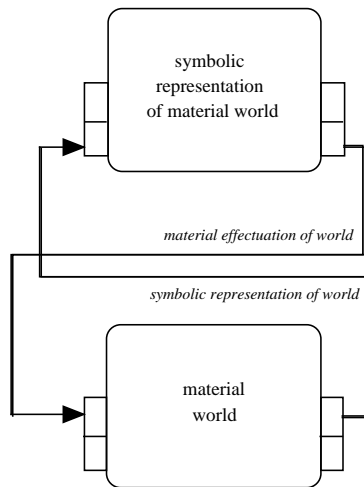 symbolic
representation
of material world
material effectuation of world
symbolic representation of world
material
world